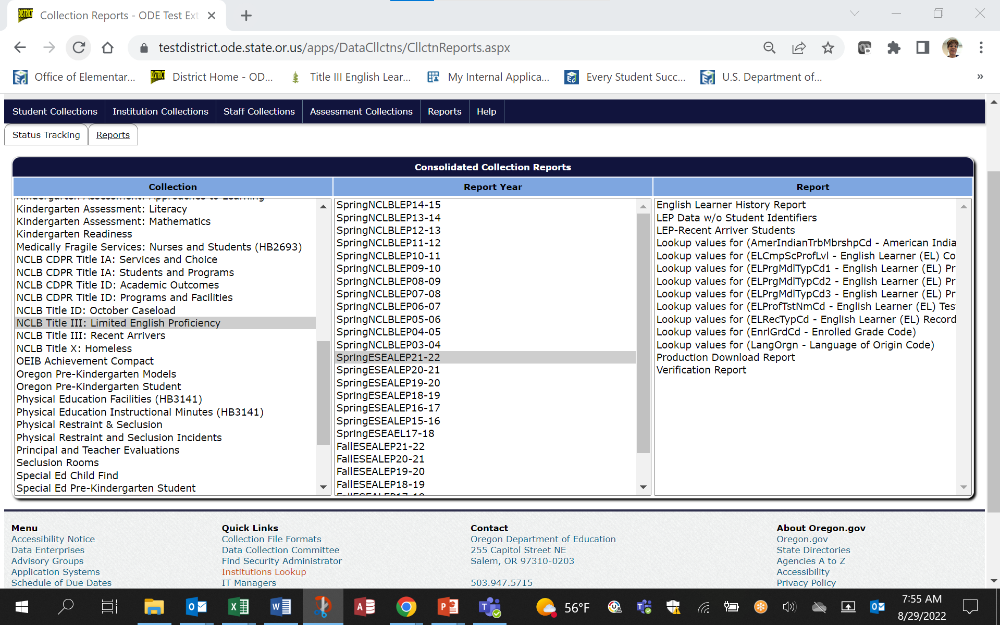 Collection Reports - ODE Test Ext
testdistrict.ode.state.or.us/apps/DataCllctns/CllctnReports.aspx
Office of Elementar...
District Home - OD...
Title III English Lear...
My Internal Applica...
Every Student Succ...
U.S. Department of...
»
Student Collections
Institution Collections
Staff Collections
Assessment Collections
Reports
Help
Status Tracking
Reports
Consolidated Collection Reports
Collection
Kindergarten Assessment: Approaches to Learning
Kindergarten Assessment: Literacy
Kindergarten Assessment: Mathematics
Kindergarten Readiness
Medically Fragile Services: Nurses and Students (HB2693)
NCLB CDPR Title IA: Services and Choice
NCLB CDPR Title IA: Students and Programs
NCLB CDPR Title ID: Academic Outcomes
NCLB CDPR Title ID: Programs and Facilities
NCLB Title ID: October Caseload
NCLB Title III: Limited English Proficiency
NCLB Title III: Recent Arrivers
NCLB Title X: Homeless
OEIB Achievement Compact
Oregon Pre-Kindergarten Models
Oregon Pre-Kindergarten Student
Physical Education Facilities (HB3141)
Physical Education Instructional Minutes (HB3141)
Physical Restraint & Seclusion
Physical Restraint and Seclusion Incidents
Principal and Teacher Evaluations
Seclusion Rooms
Special Ed Child Find
Special Ed Pre-Kindergarten Student
Report Year
SpringNCLBLEP14-15
SpringNCLBLEP13-14
SpringNCLBLEP12-13
SpringNCLBLEP11-12
SpringNCLBLEP10-11
SpringNCLBLEP09-10
SpringNCLBLEP08-09
SpringNCLBLEP07-08
SpringNCLBLEP06-07
SpringNCLBLEP05-06
SpringNCLBLEP04-05
SpringNCLBLEP03-04
SpringESEALEP21-22
SpringESEALEP20-21
SpringESEALEP19-20
SpringESEALEP18-19
SpringESEALEP16-17
SpringESEALEP15-16
SpringESEAEL17-18
FallESEALEP21-22
FallESEALEP20-21
FallESEALEP19-20
FallESEALEP18-19
Report
English Learner History Report
LEP Data w/o Student Identifiers
LEP-Recent Arriver Students
Lookup values for (AmerIndianTrbMbrshpCd - American India
Lookup values for (ELCmpScProfLvl - English Learner (EL) Co
Lookup values for (ELPrgMdlTypCd1 - English Learner (EL) Pr
Lookup values for (ELPrgMdlTypCd2 - English Learner (EL) Pr
Lookup values for (ELPrgMdlTypCd3 - English Learner (EL) Pr
Lookup values for (ELProfTstNmCd - English Learner (EL) Tes
Lookup values for (ELRecTypCd - English Learner (EL) Record
Lookup values for (EnrlGrdCd - Enrolled Grade Code)
Lookup values for (LangOrgn - Language of Origin Code)
Production Download Report
Verification Report
Menu
Accessibility Notice
Data Enterprises
Advisory Groups
Application Systems
Schedule of Due Dates
Quick Links
Collection File Formats
Data Collection Committee
Find Security Administrator
Institutions Lookup
IT Managers
Contact
Oregon Department of Education
255 Capitol Street NE
Salem, OR 97310-0203
503.947.5715
About Oregon.gov
Oregon.gov
State Directories
Agencies A to Z
Accessibility
Privacy Policy
56°F
7:55 AM
8/29/2022